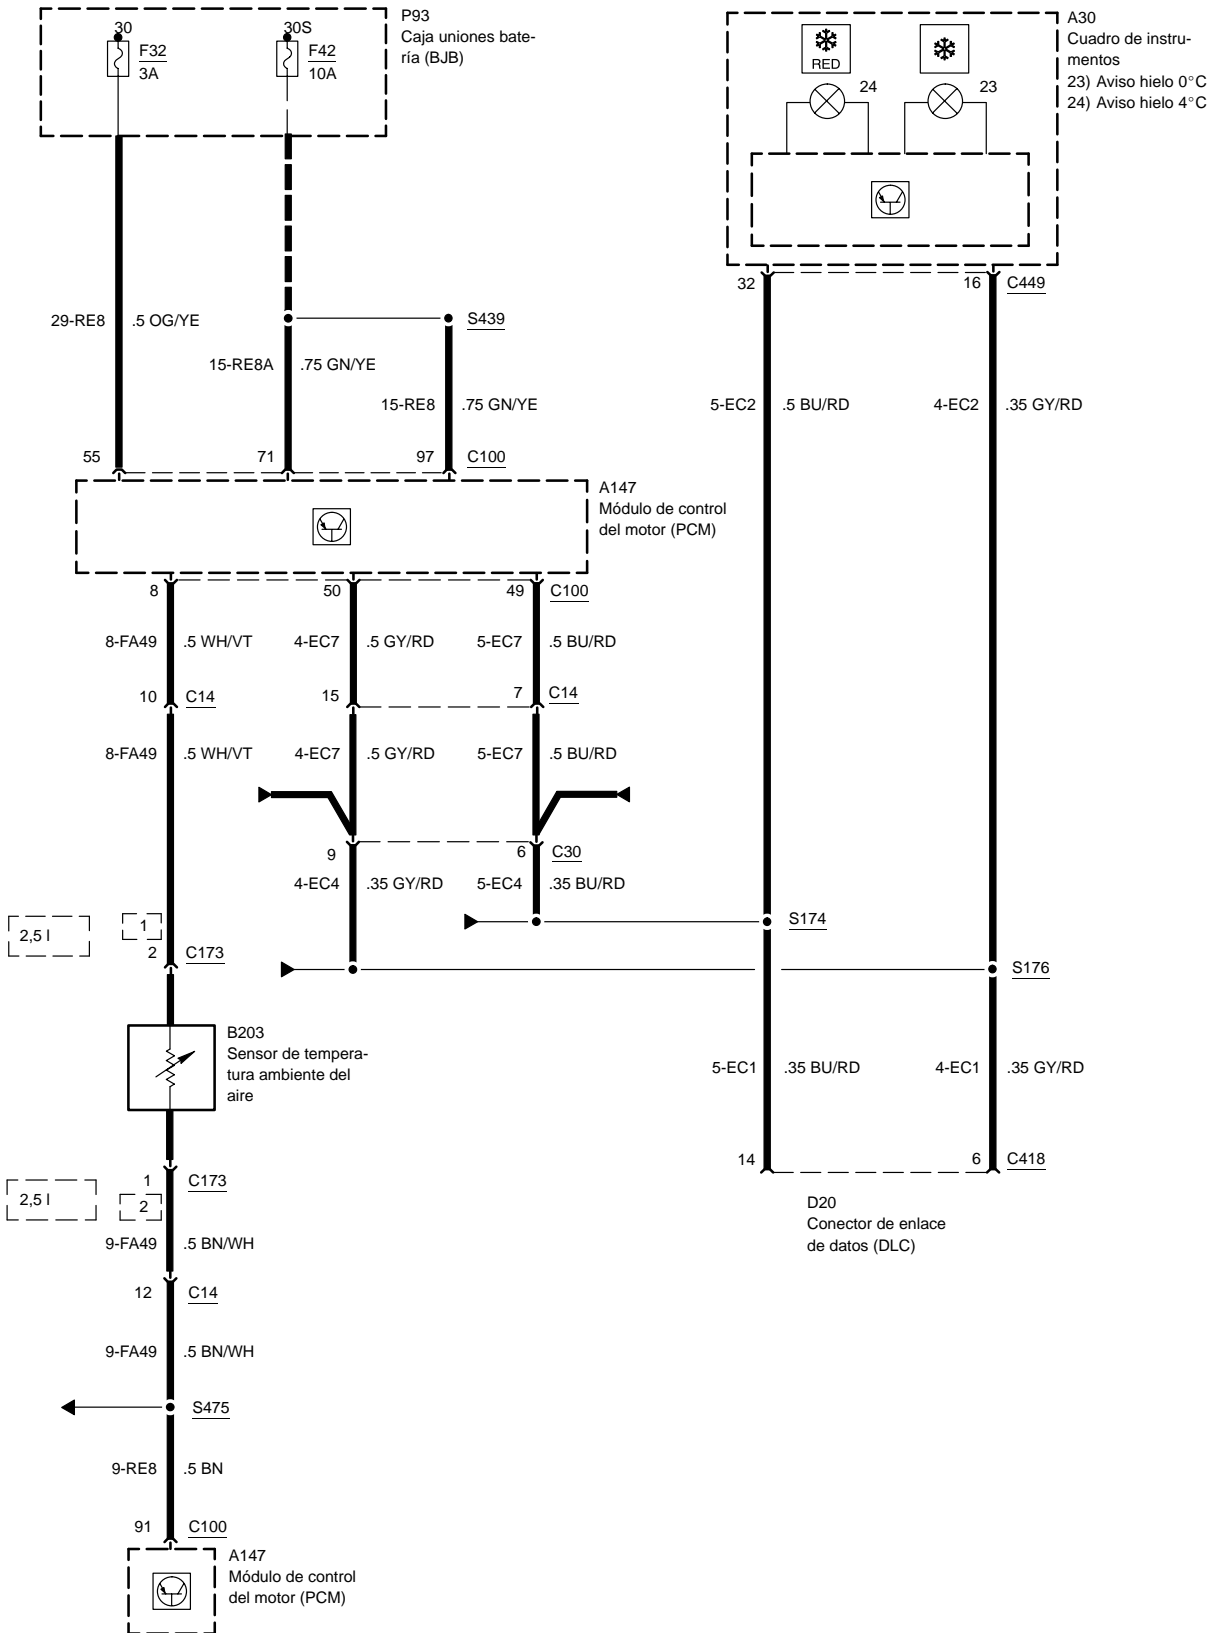 30
F32
3A
30S
F42
10A
P93
Caja uniones bate-
ría (BJB)
RED
24
23
A30
Cuadro de instru-
mentos
23) Aviso hielo 0°C
24) Aviso hielo 4°C
32
16
C449
29-RE8
.5 OG/YE
S439
15-RE8A
.75 GN/YE
15-RE8
.75 GN/YE
5-EC2
.5 BU/RD
4-EC2
.35 GY/RD
55
71
97
C100
A147
Módulo de control
del motor (PCM)
8
50
49
C100
8-FA49
.5 WH/VT
4-EC7
.5 GY/RD
5-EC7
.5 BU/RD
10
C14
15
7
C14
8-FA49
.5 WH/VT
4-EC7
.5 GY/RD
5-EC7
.5 BU/RD
9
6
C30
4-EC4
.35 GY/RD
5-EC4
.35 BU/RD
S174
2,5 l
1
2
C173
S176
B203
Sensor de tempera-
tura ambiente del
aire
5-EC1
.35 BU/RD
4-EC1
.35 GY/RD
14
6
C418
1
C173
2,5 l
2
D20
Conector de enlace
de datos (DLC)
9-FA49
.5 BN/WH
12
C14
9-FA49
.5 BN/WH
S475
9-RE8
.5 BN
91
C100
A147
Módulo de control
del motor (PCM)